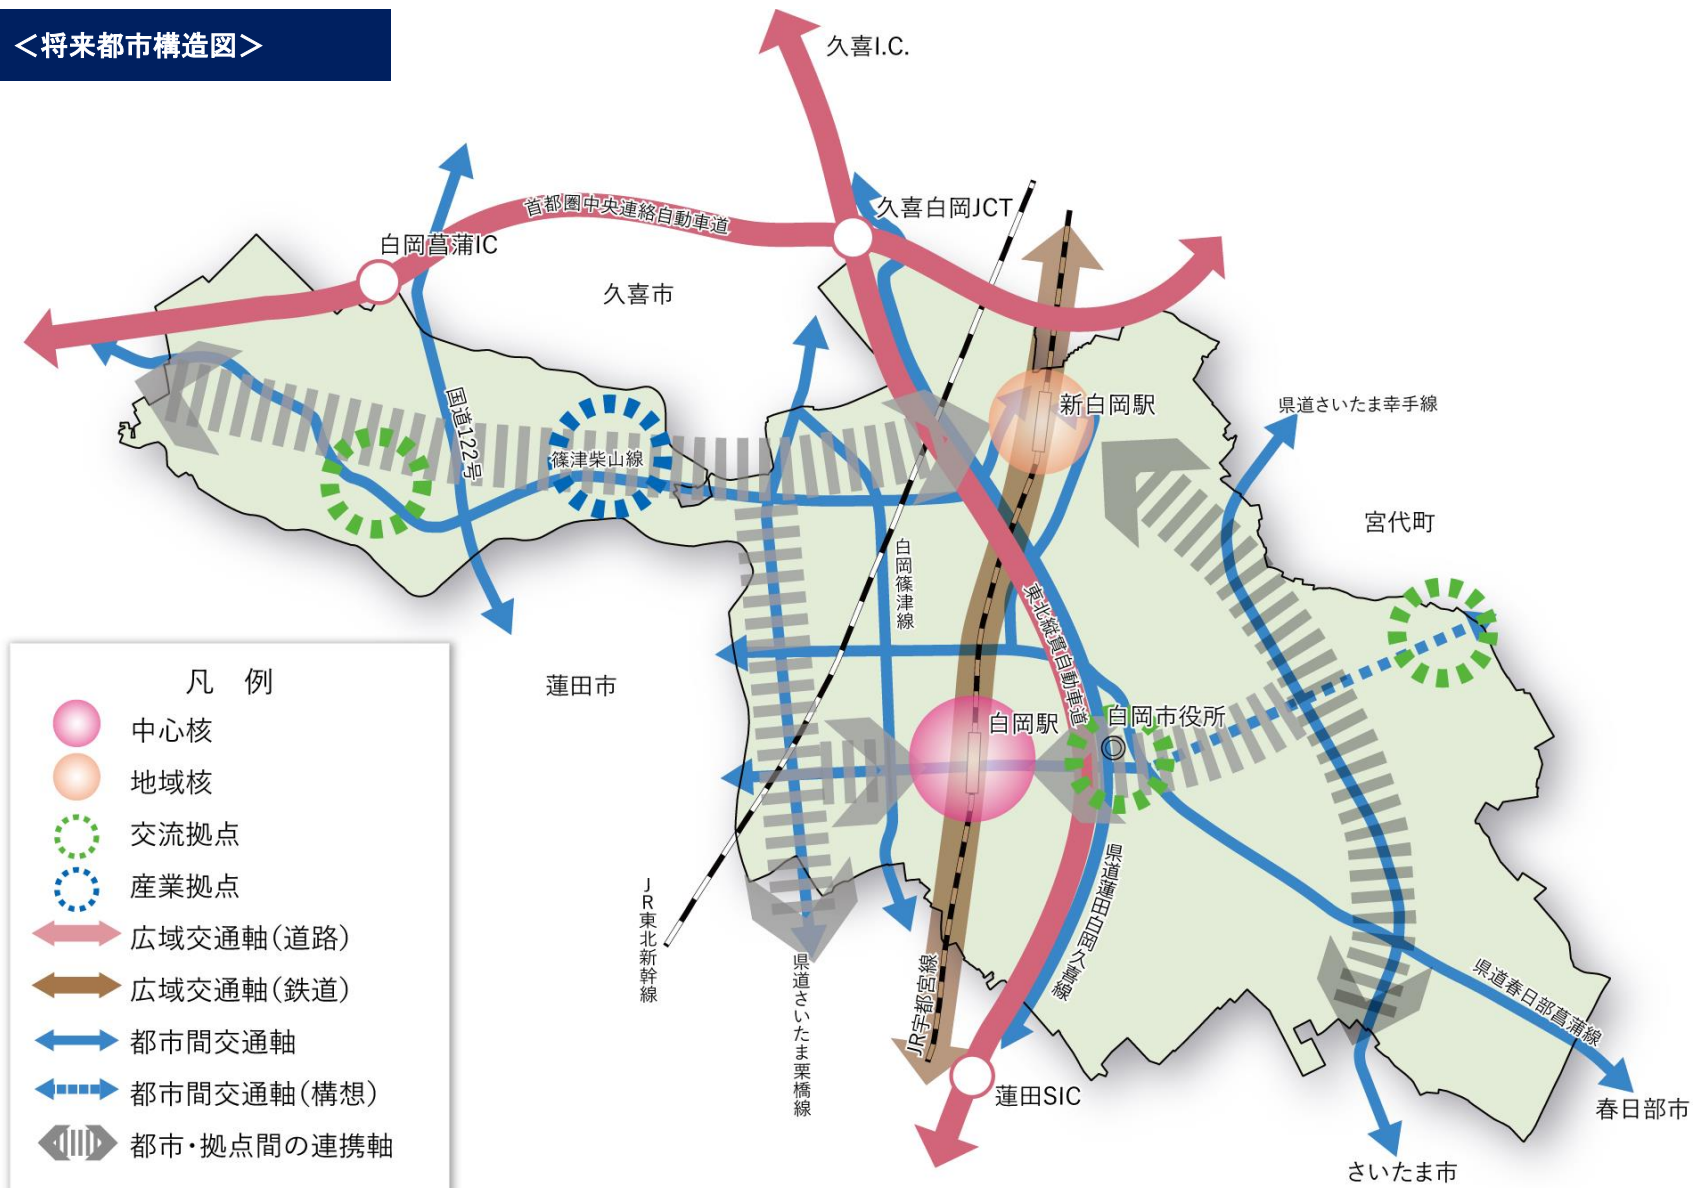 ＜将来都市構造図＞
久喜I.C.
久喜白岡JCT
首都圏中央連絡自動車道
白岡菖蒲IC
久喜市
国道122号
篠津柴山線
新白岡駅
県道さいたま幸手線
宮代町
白岡篠津線
東北縦貫自動車道
蓮田市
白岡駅
白岡市役所
県道蓮田白岡久喜線
JR東北新幹線
県道さいたま栗橋線
JR宇都宮線
蓮田SIC
県道春日部菖蒲線
春日部市
さいたま市
凡 例
中心核
地域核
交流拠点
産業拠点
広域交通軸（道路）
広域交通軸（鉄道）
都市間交通軸
都市間交通軸（構想）
都市・拠点間の連携軸